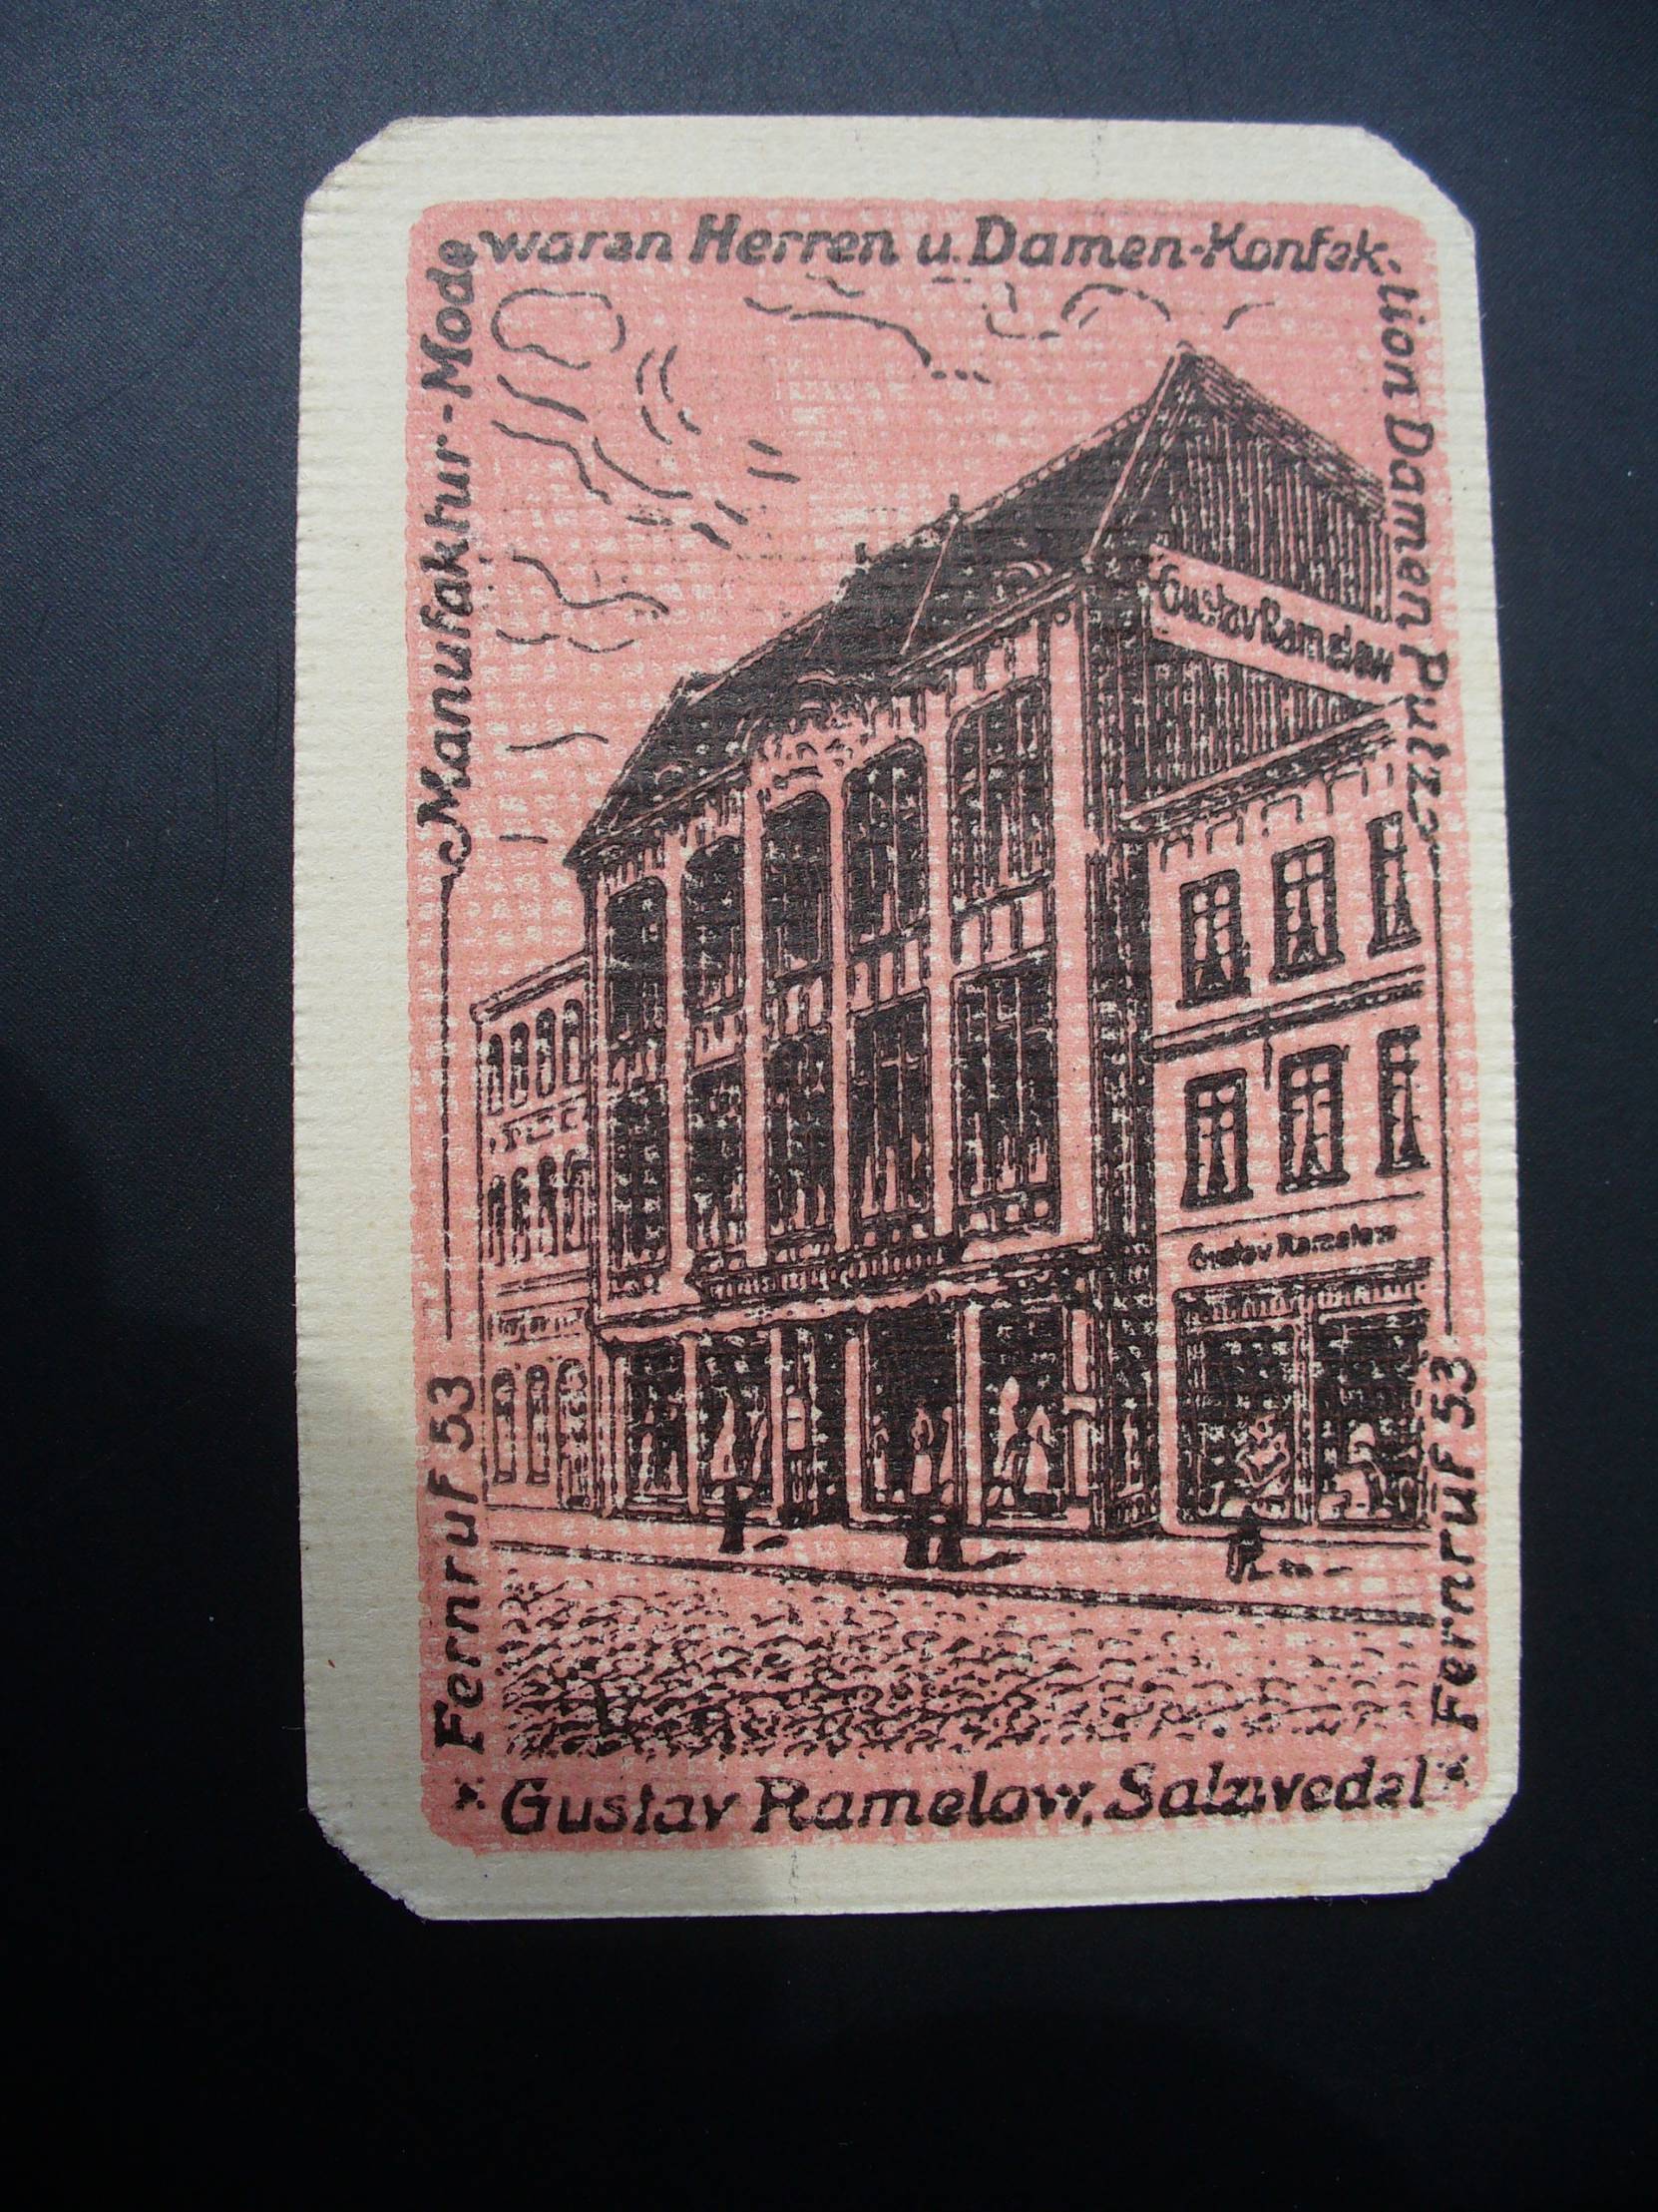 Manufaktur-Mode
waren Herren u. Damen-Konfek-
tion Damen Putz
Gustav Ramelow
Gustav Ramelow
Fernruf 53
Fernruf 53
Gustav Ramelow, Salzwedel